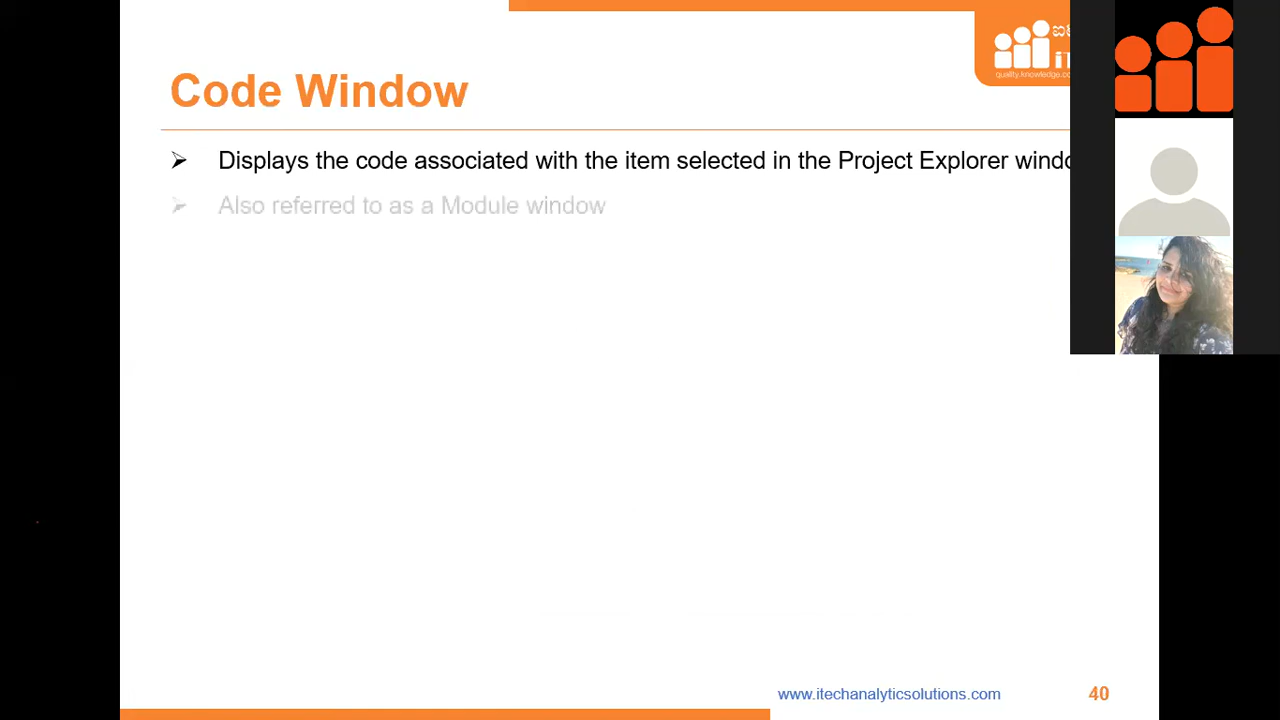 Code Window
➢ Displays the code associated with the item selected in the Project Explorer
➢ Also referred to as a Module window
www.itechanalyticsolutions.com
40